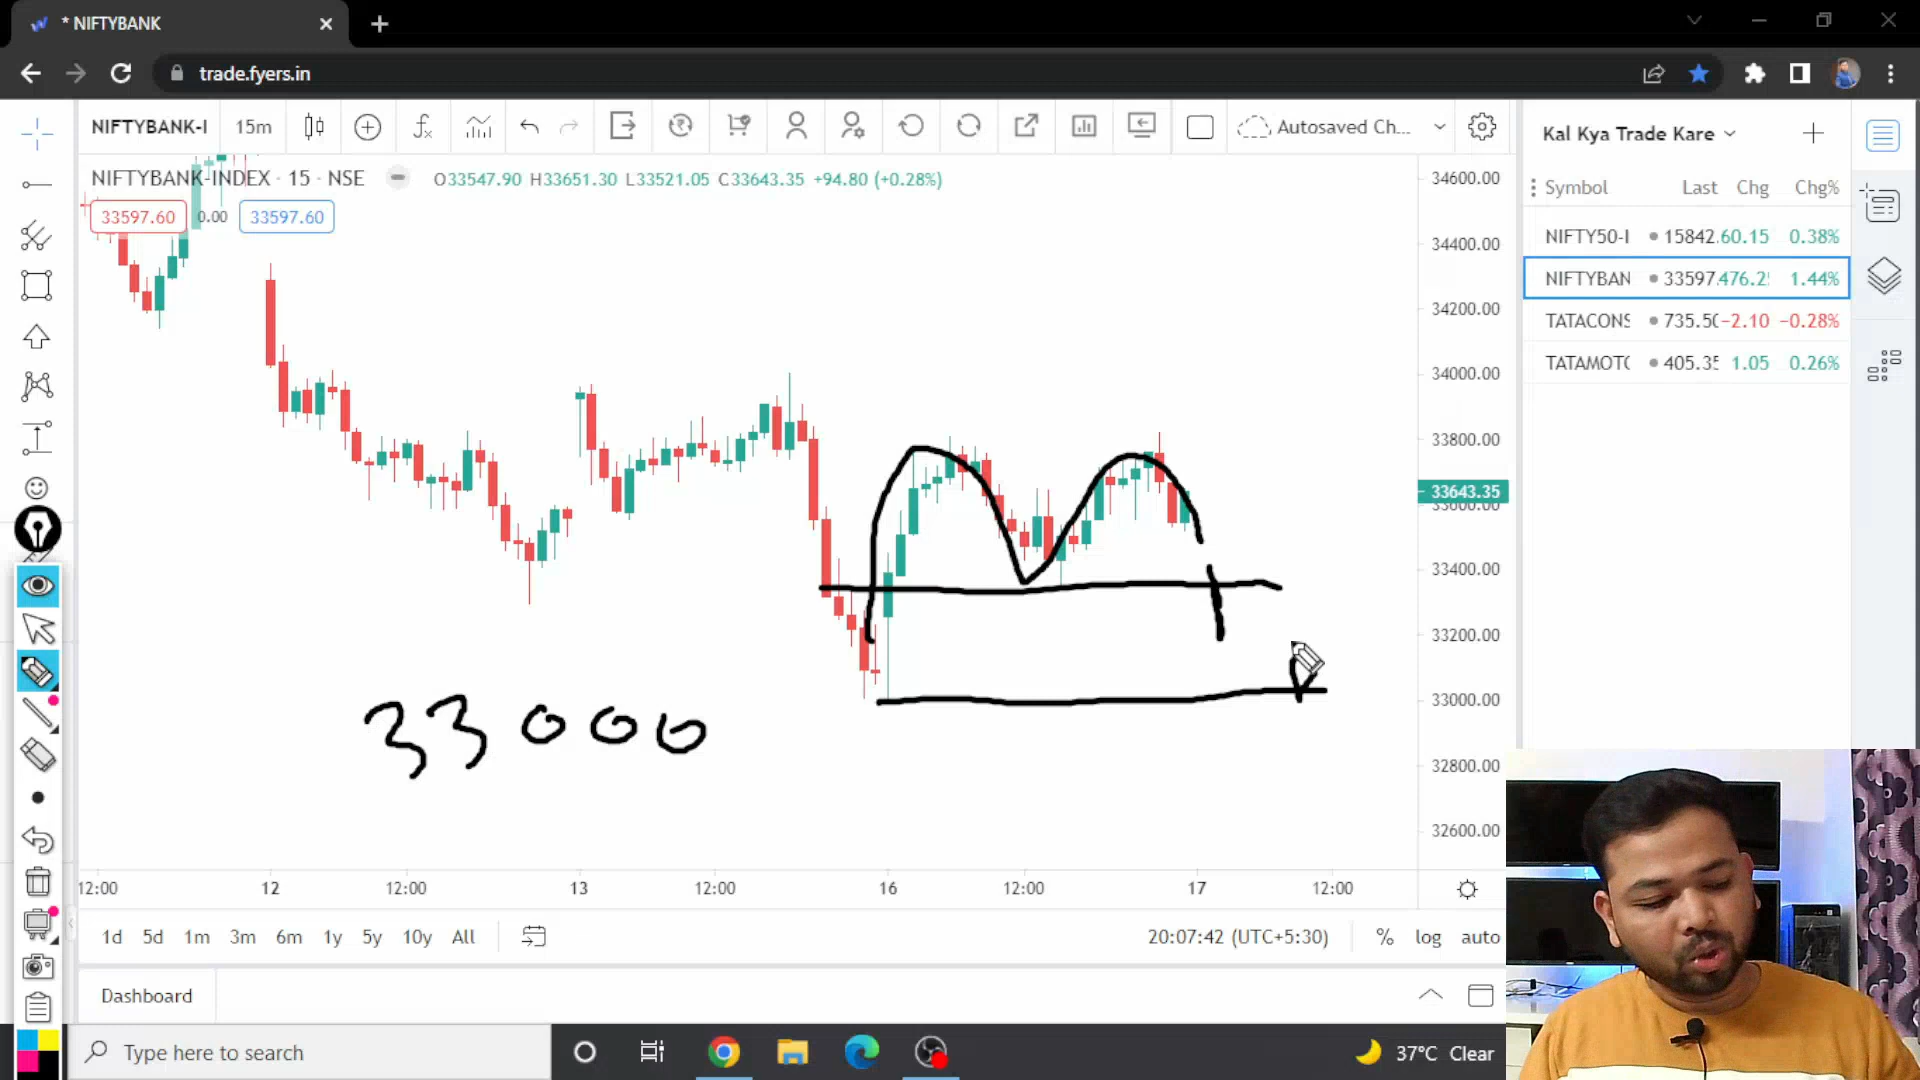 * NIFTYBANK
trade.fyers.in
NIFTYBANK-I 15m Autosaved Ch...
NIFTYBANK-INDEX · 15 · NSE O33547.90 H33651.30 L33521.05 C33643.35 +94.80 (+0.28%)
33597.60 0.00 33597.60
34600.00
34400.00
34200.00
34000.00
33800.00
33643.35
33600.00
33400.00
33200.00
33000.00
32800.00
32600.00
33000
12:00 12 12:00 13 12:00 16 12:00 17 12:00
1d 5d 1m 3m 6m 1y 5y 10y All 20:07:42 (UTC+5:30) % log auto
Dashboard
Kal Kya Trade Kare
Symbol Last Chg Chg%
NIFTY50-I 15842. 60.15 0.38%
NIFTYBAN 33597. 476.2 1.44%
TATACONS 735.50 −2.10 −0.28%
TATAMOTO 405.35 1.05 0.26%
Type here to search
37°C Clear